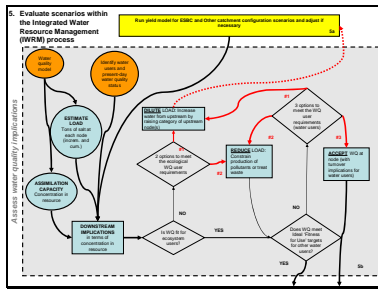 5. Evaluate scenarios within
the Integrated Water
Resource Management
(IWRM) process
Run yield model for ESBC and Other catchment configuration scenarios and adjust if
necessary
5a
Assess water quality implications
Water
quality
model
Identify water
users and
present-day
water quality
status
ESTIMATE
LOAD
Tons of salt at
each node
(increm. and
cum.)
ASSIMILATION
CAPACITY
Concentration in
resource
DOWNSTREAM
IMPLICATIONS
in terms of
concentration in
resource
DILUTE LOAD: increase
water from upstream by
raising category of upstream
node(s)
#1
2 options to meet
the ecological
WQ user
requirements
#2
NO
Is WQ fit for
ecosystem
users?
YES
REDUCE LOAD:
Constrain
production of
pollutants or treat
waste
#1
3 options to
meet the WQ
user
requirements
(water users)
#2
#3
ACCEPT WQ at
node (with
turnover
implications for
water users)
NO
Does WQ meet
Ideal 'Fitness
for Use' targets
for other water
users?
YES
5b